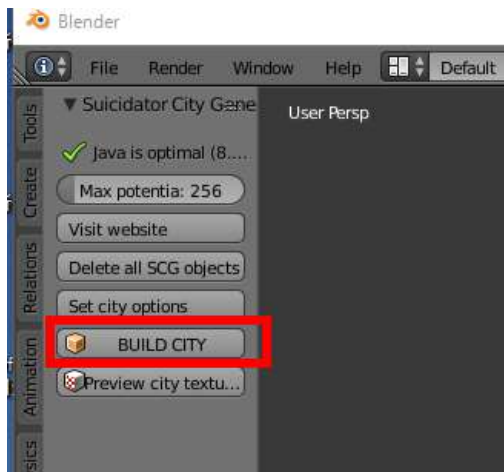 Blender
File Render Window Help Default
Tools
Create
Relations
Animation
sics
Suicidator City Gene
User Persp
Java is optimal (8....
Max potentia: 256
Visit website
Delete all SCG objects
Set city options
BUILD CITY
Preview city textu...